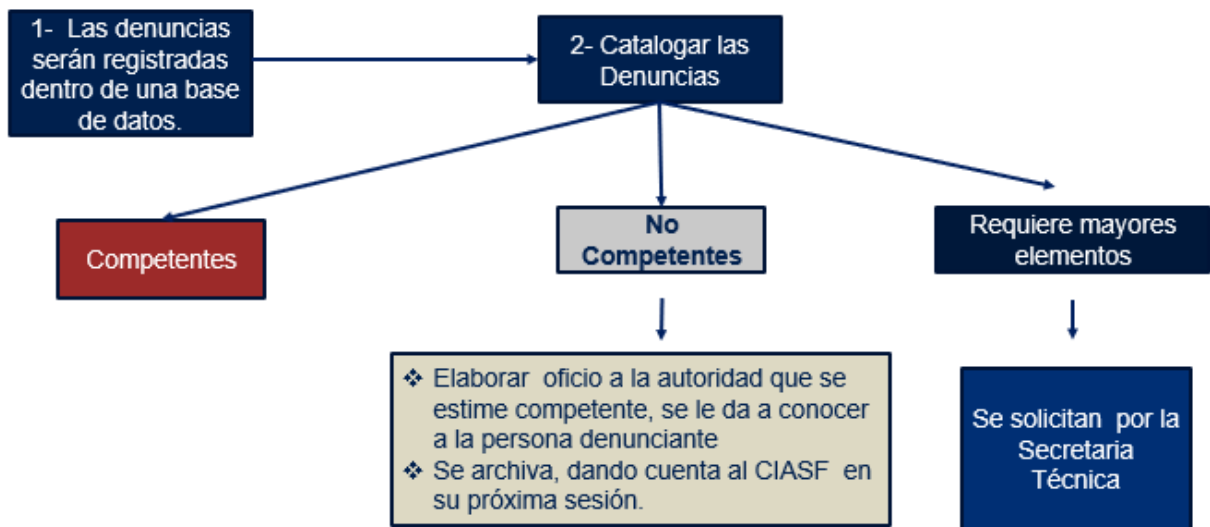 1- Las denuncias
serán registradas
dentro de una base
de datos.
2- Catalogar las
Denuncias
Competentes
No
Competentes
Requiere mayores
elementos
❖ Elaborar oficio a la autoridad que se
estime competente, se le da a conocer
a la persona denunciante
❖ Se archiva, dando cuenta al CIASF en
su próxima sesión.
Se solicitan por la
Secretaria
Técnica